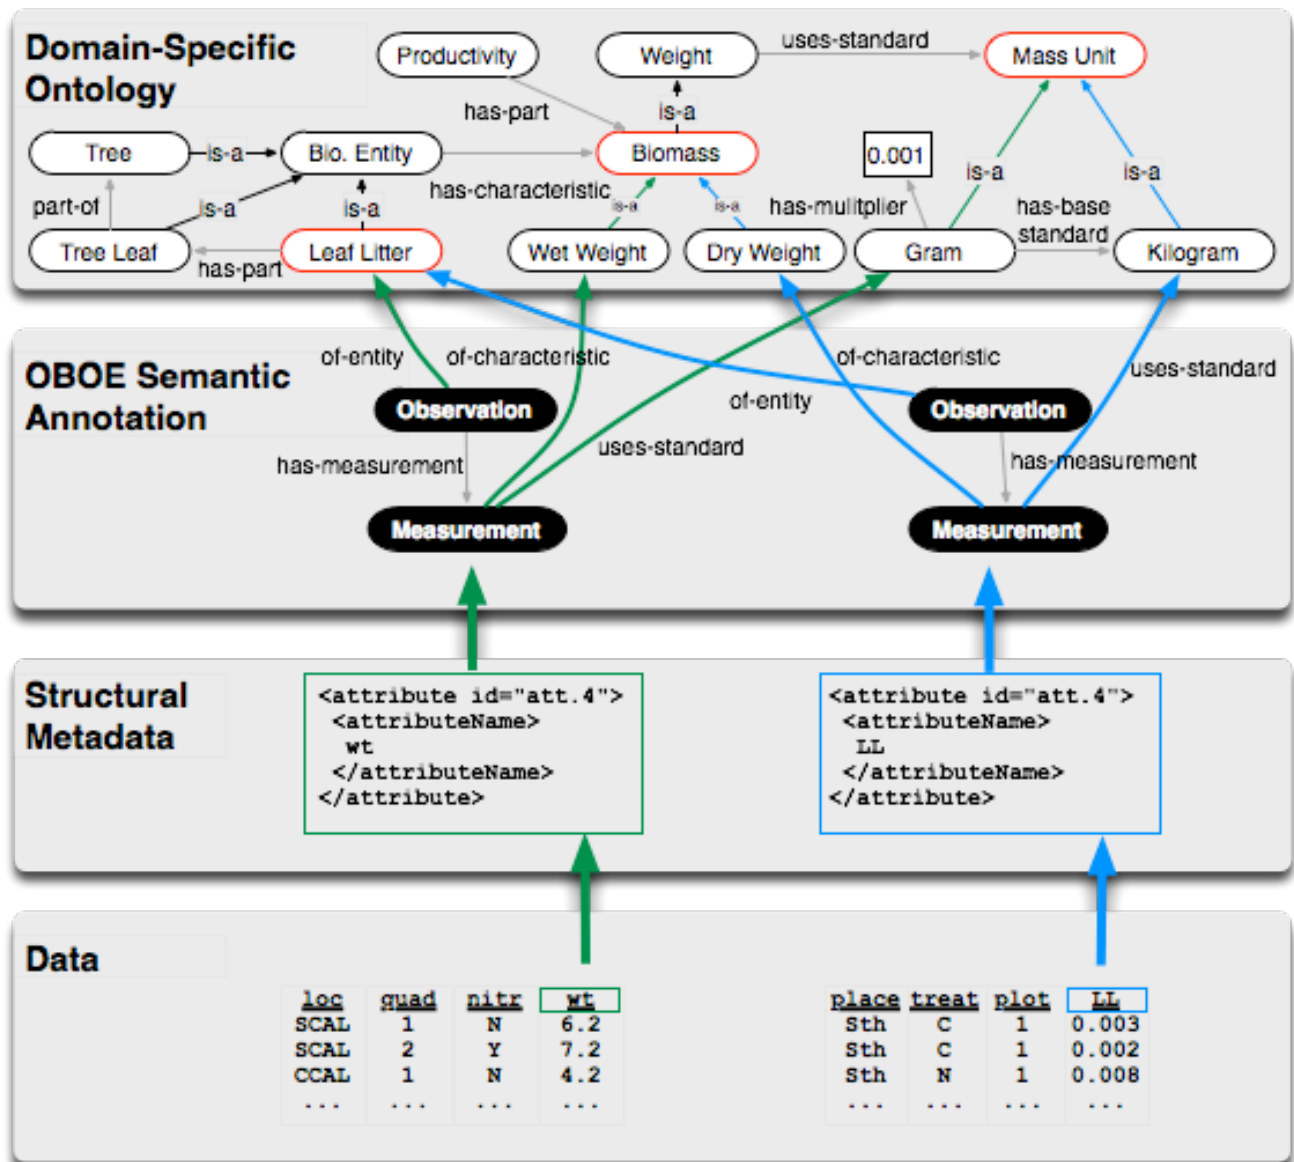 Domain-Specific
Ontology
Productivity
Weight
uses-standard
Mass Unit
has-part
is-a
Tree
is-a
Bio. Entity
Biomass
0.001
is-a
is-a
part-of
is-a
is-a
has-characteristic
is-a
is-a
has-mulitplier
has-base
standard
Tree Leaf
has-part
Leaf Litter
Wet Weight
Dry Weight
Gram
Kilogram
OBOE Semantic
Annotation
of-entity
of-characteristic
of-characteristic
uses-standard
Observation
of-entity
Observation
has-measurement
uses-standard
has-measurement
Measurement
Measurement
Structural
Metadata
<attribute id="att.4">
<attributeName>
wt
</attributeName>
</attribute>
<attribute id="att.4">
<attributeName>
LL
</attributeName>
</attribute>
Data
loc quad nitr wt
SCAL 1 N 6.2
SCAL 2 Y 7.2
CCAL 1 N 4.2
... ... ... ...
place treat plot LL
Sth C 1 0.003
Sth C 1 0.002
Sth N 1 0.008
... ... ... ...